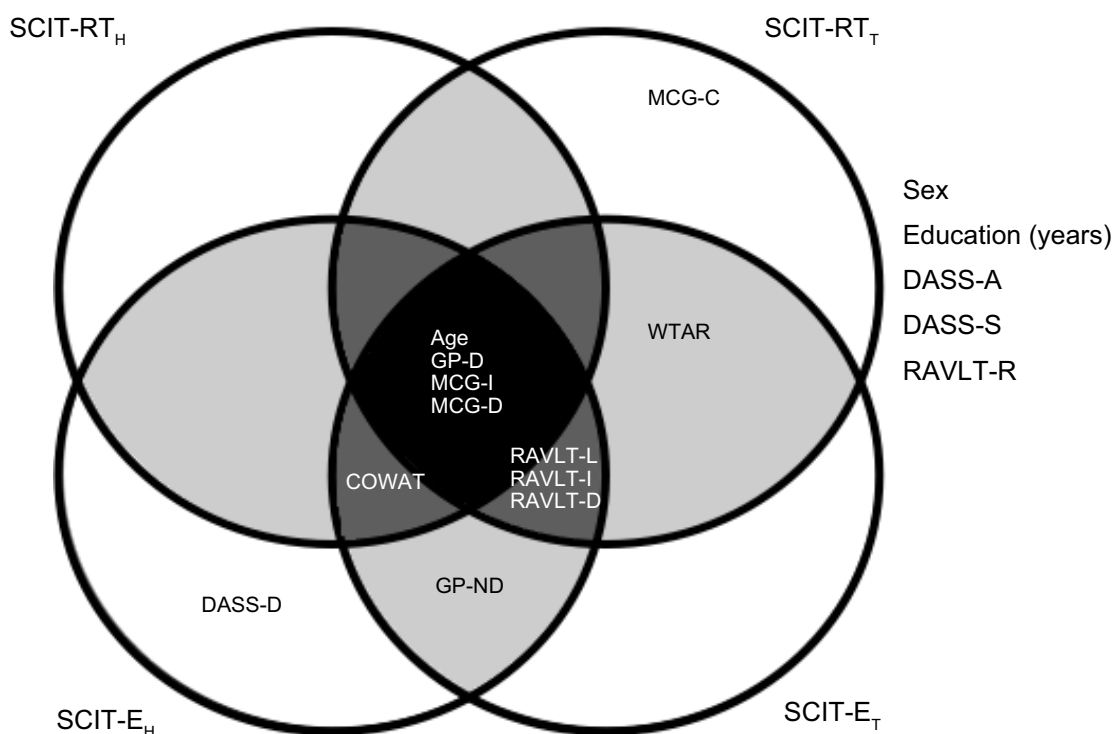 SCIT-RT_H
SCIT-RT_T
MCG-C
Sex
Education (years)
DASS-A
DASS-S
RAVLT-R
WTAR
Age
GP-D
MCG-I
MCG-D
COWAT
RAVLT-L
RAVLT-I
RAVLT-D
GP-ND
DASS-D
SCIT-E_H
SCIT-E_T